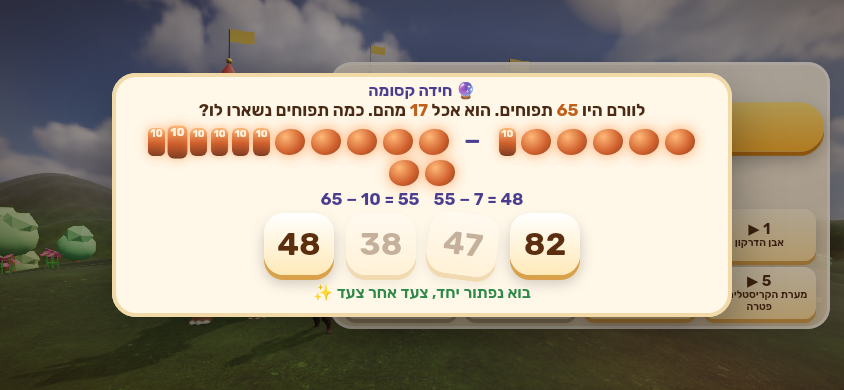 🔮 חידה קסומה
לוורם היו 65 תפוחים. הוא אכל 17 מהם. כמה תפוחים נשארו לו?
10 10 10 10 10 10 − 10
65 − 10 = 55 55 − 7 = 48
48 38 47 82
בוא נפתור יחד, צעד אחר צעד ✨
▶ 1
אבן הדרקון
▶ 5
מערת הקריסטלי
פטרה